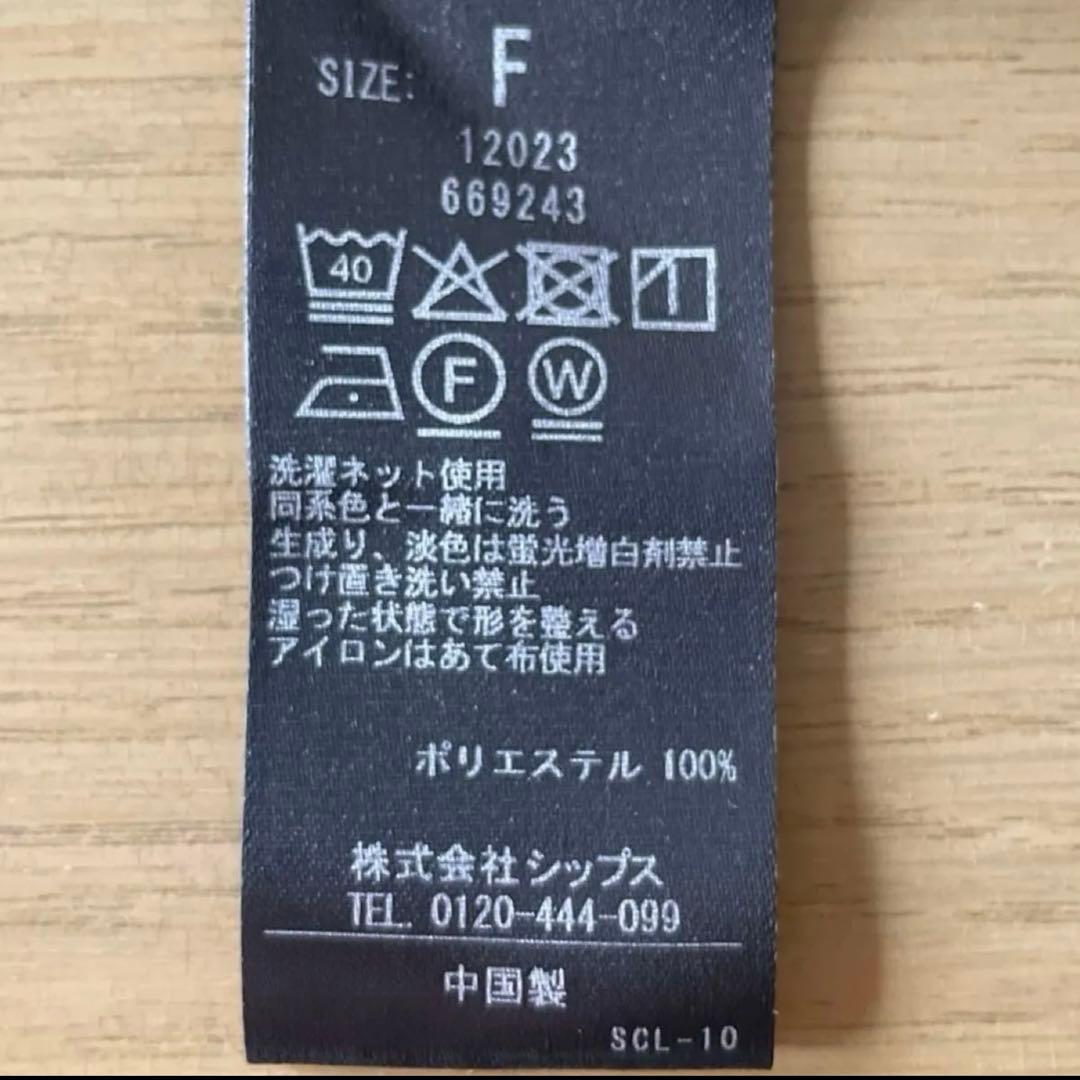 SIZE: F
12023
669243
40
F W
洗濯ネット使用
同系色と一緒に洗う
生成り、淡色は蛍光増白剤禁止
つけ置き洗い禁止
湿った状態で形を整える
アイロンはあて布使用
ポリエステル 100%
株式会社シップス
TEL. 0120-444-099
中国製
SCL-10